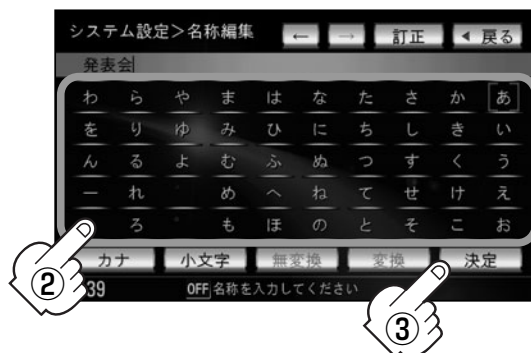 システム設定＞名称編集 ← → 訂正 ◀ 戻る
発表会
わ ら や ま は な た さ か あ
を り ゆ み ひ に ち し き い
ん る よ む ふ ぬ つ す く う
ー れ め へ ね て せ け え
ろ も ほ の と そ こ お
カナ 小文字 無変換 変換 決定
39 OFF 名称を入力してください
② ③